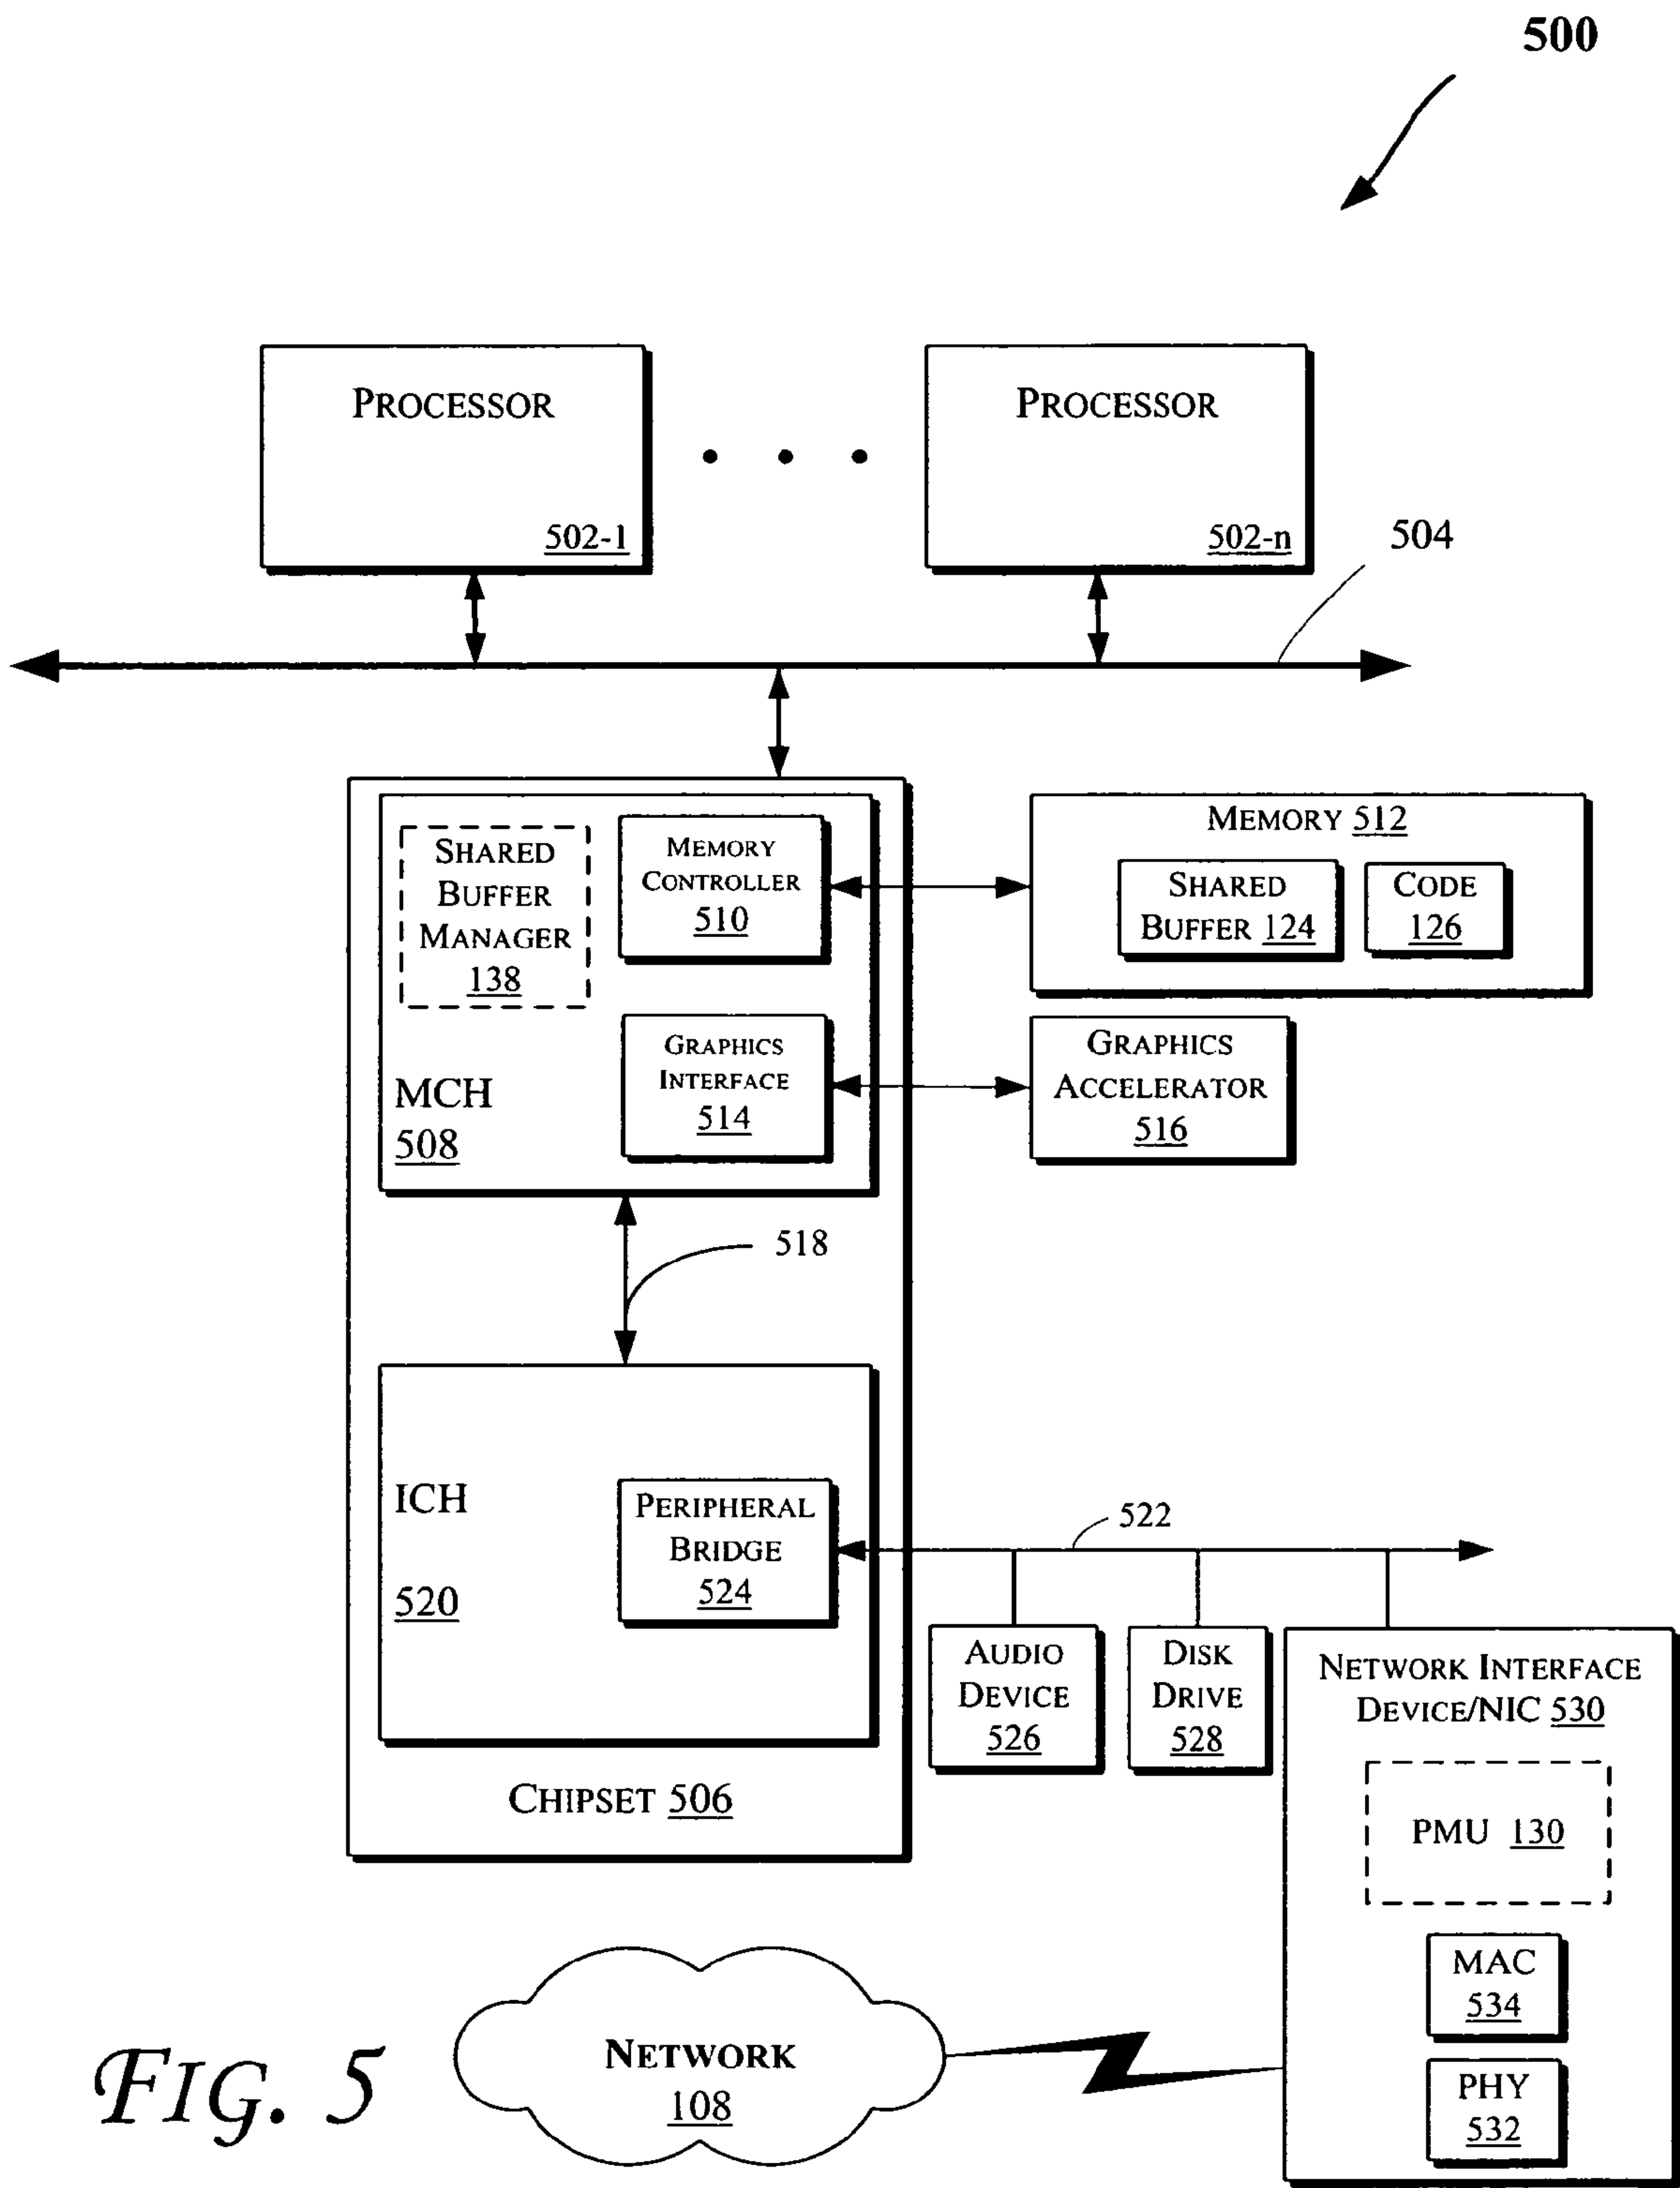 500
PROCESSOR
502-1
PROCESSOR
502-n
504
SHARED
BUFFER
MANAGER
138
MEMORY
CONTROLLER
510
MEMORY 512
SHARED
BUFFER 124
CODE
126
GRAPHICS
INTERFACE
514
GRAPHICS
ACCELERATOR
516
MCH
508
518
ICH
520
PERIPHERAL
BRIDGE
524
522
AUDIO
DEVICE
526
DISK
DRIVE
528
NETWORK INTERFACE
DEVICE/NIC 530
PMU 130
MAC
534
PHY
532
CHIPSET 506
NETWORK
108
FIG. 5